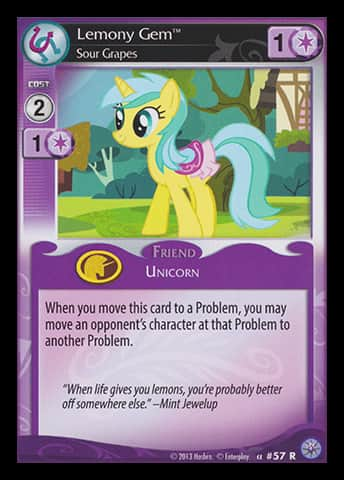 Lemony Gem™
Sour Grapes
1
COST
2
1
FRIEND
UNICORN
When you move this card to a Problem, you may
move an opponent's character at that Problem to
another Problem.
"When life gives you lemons, you're probably better
off somewhere else." –Mint Jewelup
© 2013 Hasbro. © Enterplay. α #57 R